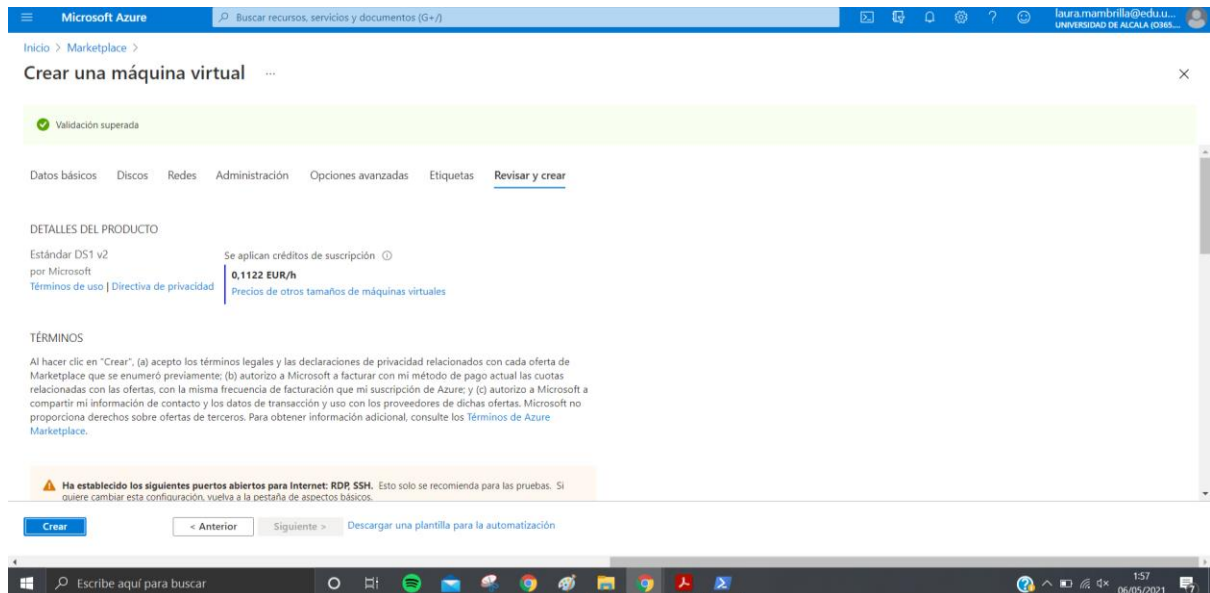 Microsoft Azure
Buscar recursos, servicios y documentos (G+/)
laura.mambrilla@edu.u...
UNIVERSIDAD DE ALCALA (O365....
Inicio > Marketplace >
Crear una máquina virtual ...
Validación superada
Datos básicos Discos Redes Administración Opciones avanzadas Etiquetas Revisar y crear
DETALLES DEL PRODUCTO
Estándar DS1 v2
por Microsoft
Términos de uso | Directiva de privacidad
Se aplican créditos de suscripción
0,1122 EUR/h
Precios de otros tamaños de máquinas virtuales
TÉRMINOS
Al hacer clic en "Crear", (a) acepto los términos legales y las declaraciones de privacidad relacionados con cada oferta de
Marketplace que se enumeró previamente; (b) autorizo a Microsoft a facturar con mi método de pago actual las cuotas
relacionadas con las ofertas, con la misma frecuencia de facturación que mi suscripción de Azure; y (c) autorizo a Microsoft a
compartir mi información de contacto y los datos de transacción y uso con los proveedores de dichas ofertas. Microsoft no
proporciona derechos sobre ofertas de terceros. Para obtener información adicional, consulte los Términos de Azure
Marketplace.
Ha establecido los siguientes puertos abiertos para Internet: RDP, SSH. Esto solo se recomienda para las pruebas. Si
quiere cambiar esta configuración, vuelva a la pestaña de aspectos básicos.
Crear < Anterior Siguiente > Descargar una plantilla para la automatización
Escribe aquí para buscar
1:57
06/05/2021